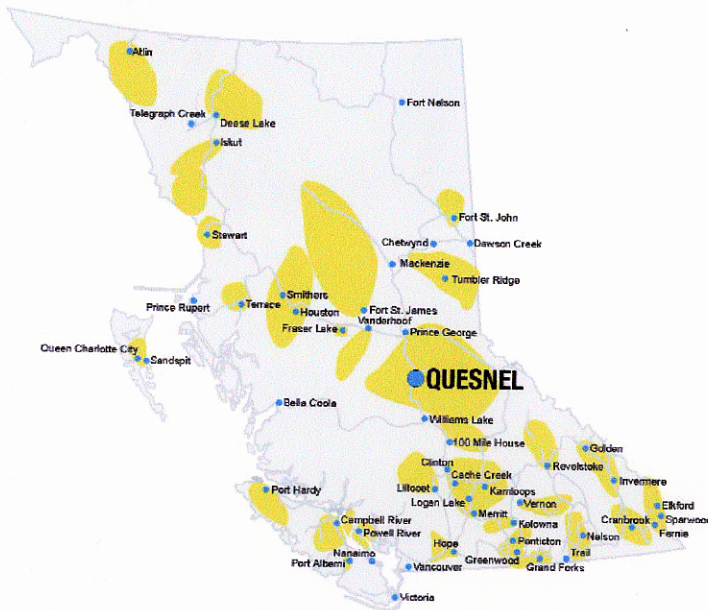 Atlin
Fort Nelson
Telegraph Creek
Dease Lake
Iskut
Fort St. John
Stewart
Chetwynd
Dawson Creek
Mackenzie
Tumbler Ridge
Smithers
Prince Rupert
Terrace
Houston
Fort St. James
Vanderhoof
Fraser Lake
Prince George
Queen Charlotte City
Sandspit
QUESNEL
Bella Coola
Williams Lake
100 Mile House
Golden
Clinton
Revelstoke
Cache Creek
Invermere
Lillooet
Kamloops
Port Hardy
Logan Lake
Vernon
Elkford
Merritt
Sparwood
Campbell River
Kelowna
Cranbrook
Powell River
Fernie
Hope
Penticton
Nelson
Nanaimo
Greenwood
Trail
Port Alberni
Vancouver
Grand Forks
Victoria